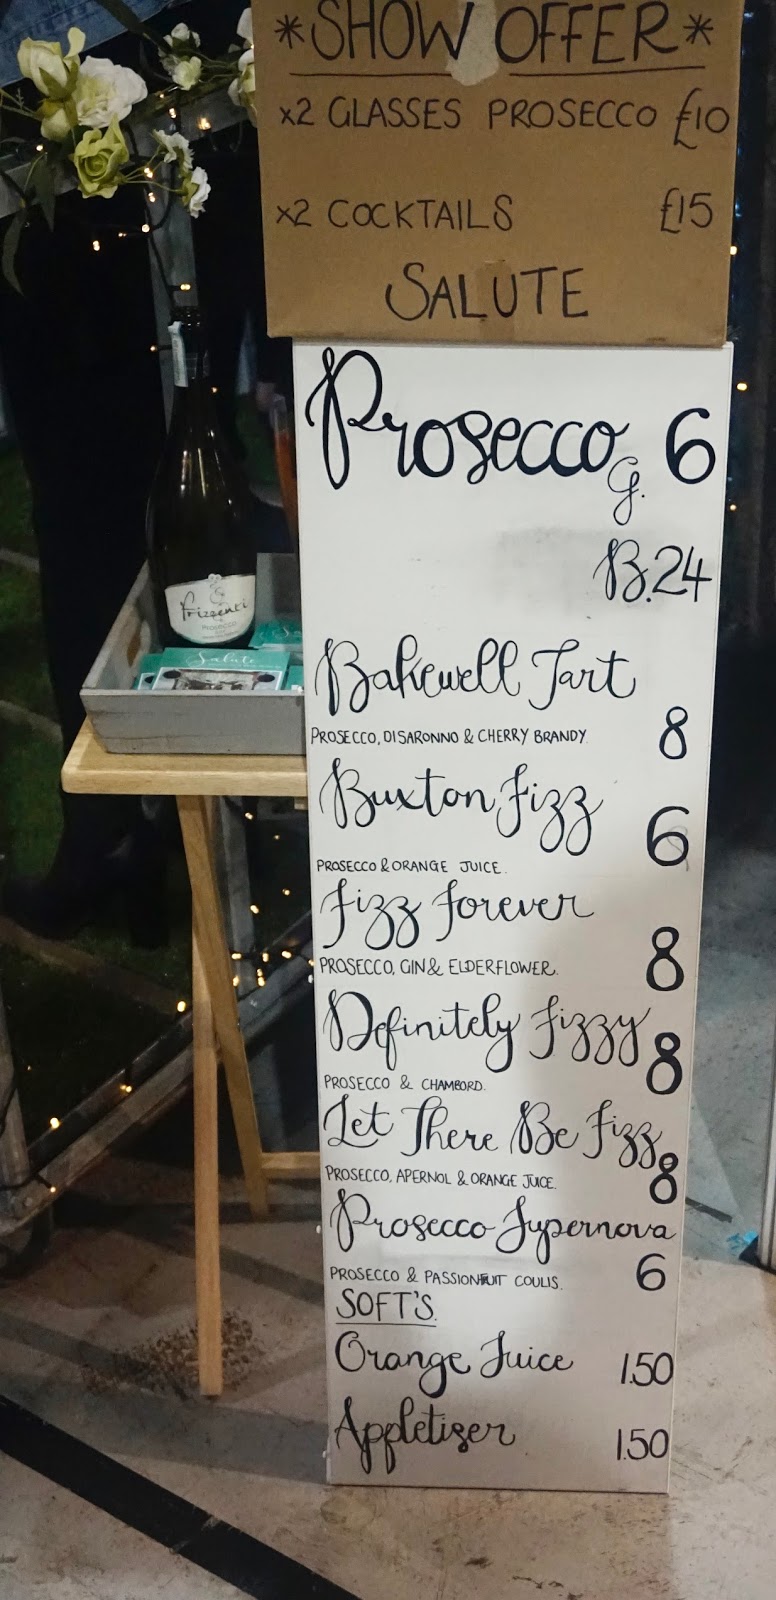 *SHOW OFFER*
x2 GLASSES PROSECCO £10
x2 COCKTAILS £15
SALUTE
Prosecco G. 6
B.24
Bakewell Tart
PROSECCO, DISARONNO & CHERRY BRANDY. 8
Buxton Fizz 6
PROSECCO & ORANGE JUICE.
Fizz Forever 8
PROSECCO, GIN & ELDERFLOWER.
Definitely Fizzy 8
PROSECCO & CHAMBORD.
Let There Be Fizz 8
PROSECCO, APERNOL & ORANGE JUICE.
Prosecco Supernova
PROSECCO & PASSIONFUIT COULIS. 6
SOFT'S.
Orange Juice 1.50
Appletiser 1.50
Frizzenti
PROSECCO
Salute